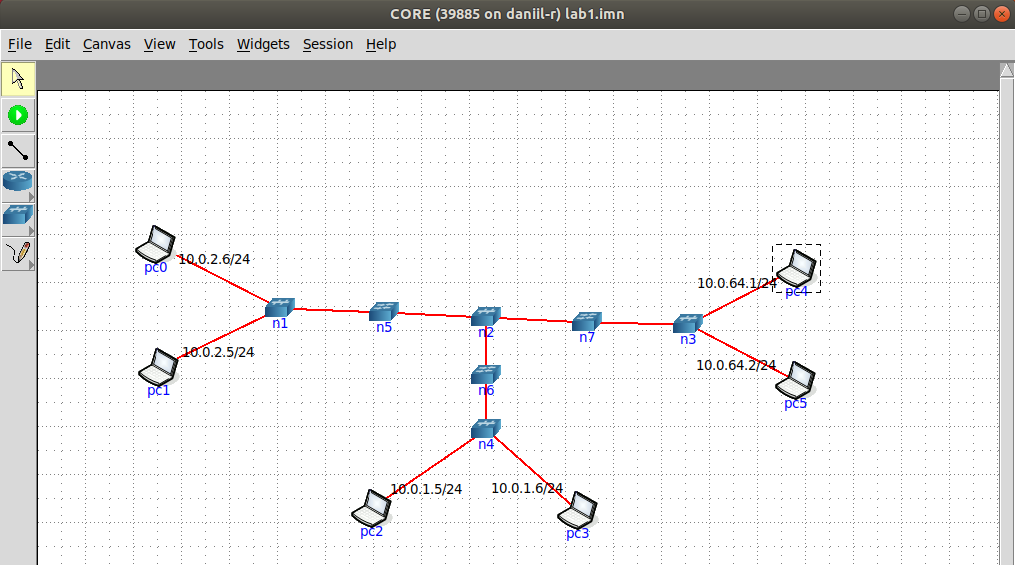 CORE (39885 on daniil-r) lab1.imn
File Edit Canvas View Tools Widgets Session Help
10.0.2.6/24
pc0
10.0.64.1/24
pc4
n1
n5
n2
n7
n3
10.0.2.5/24
pc1
10.0.64.2/24
pc5
n6
n4
10.0.1.5/24
10.0.1.6/24
pc2
pc3